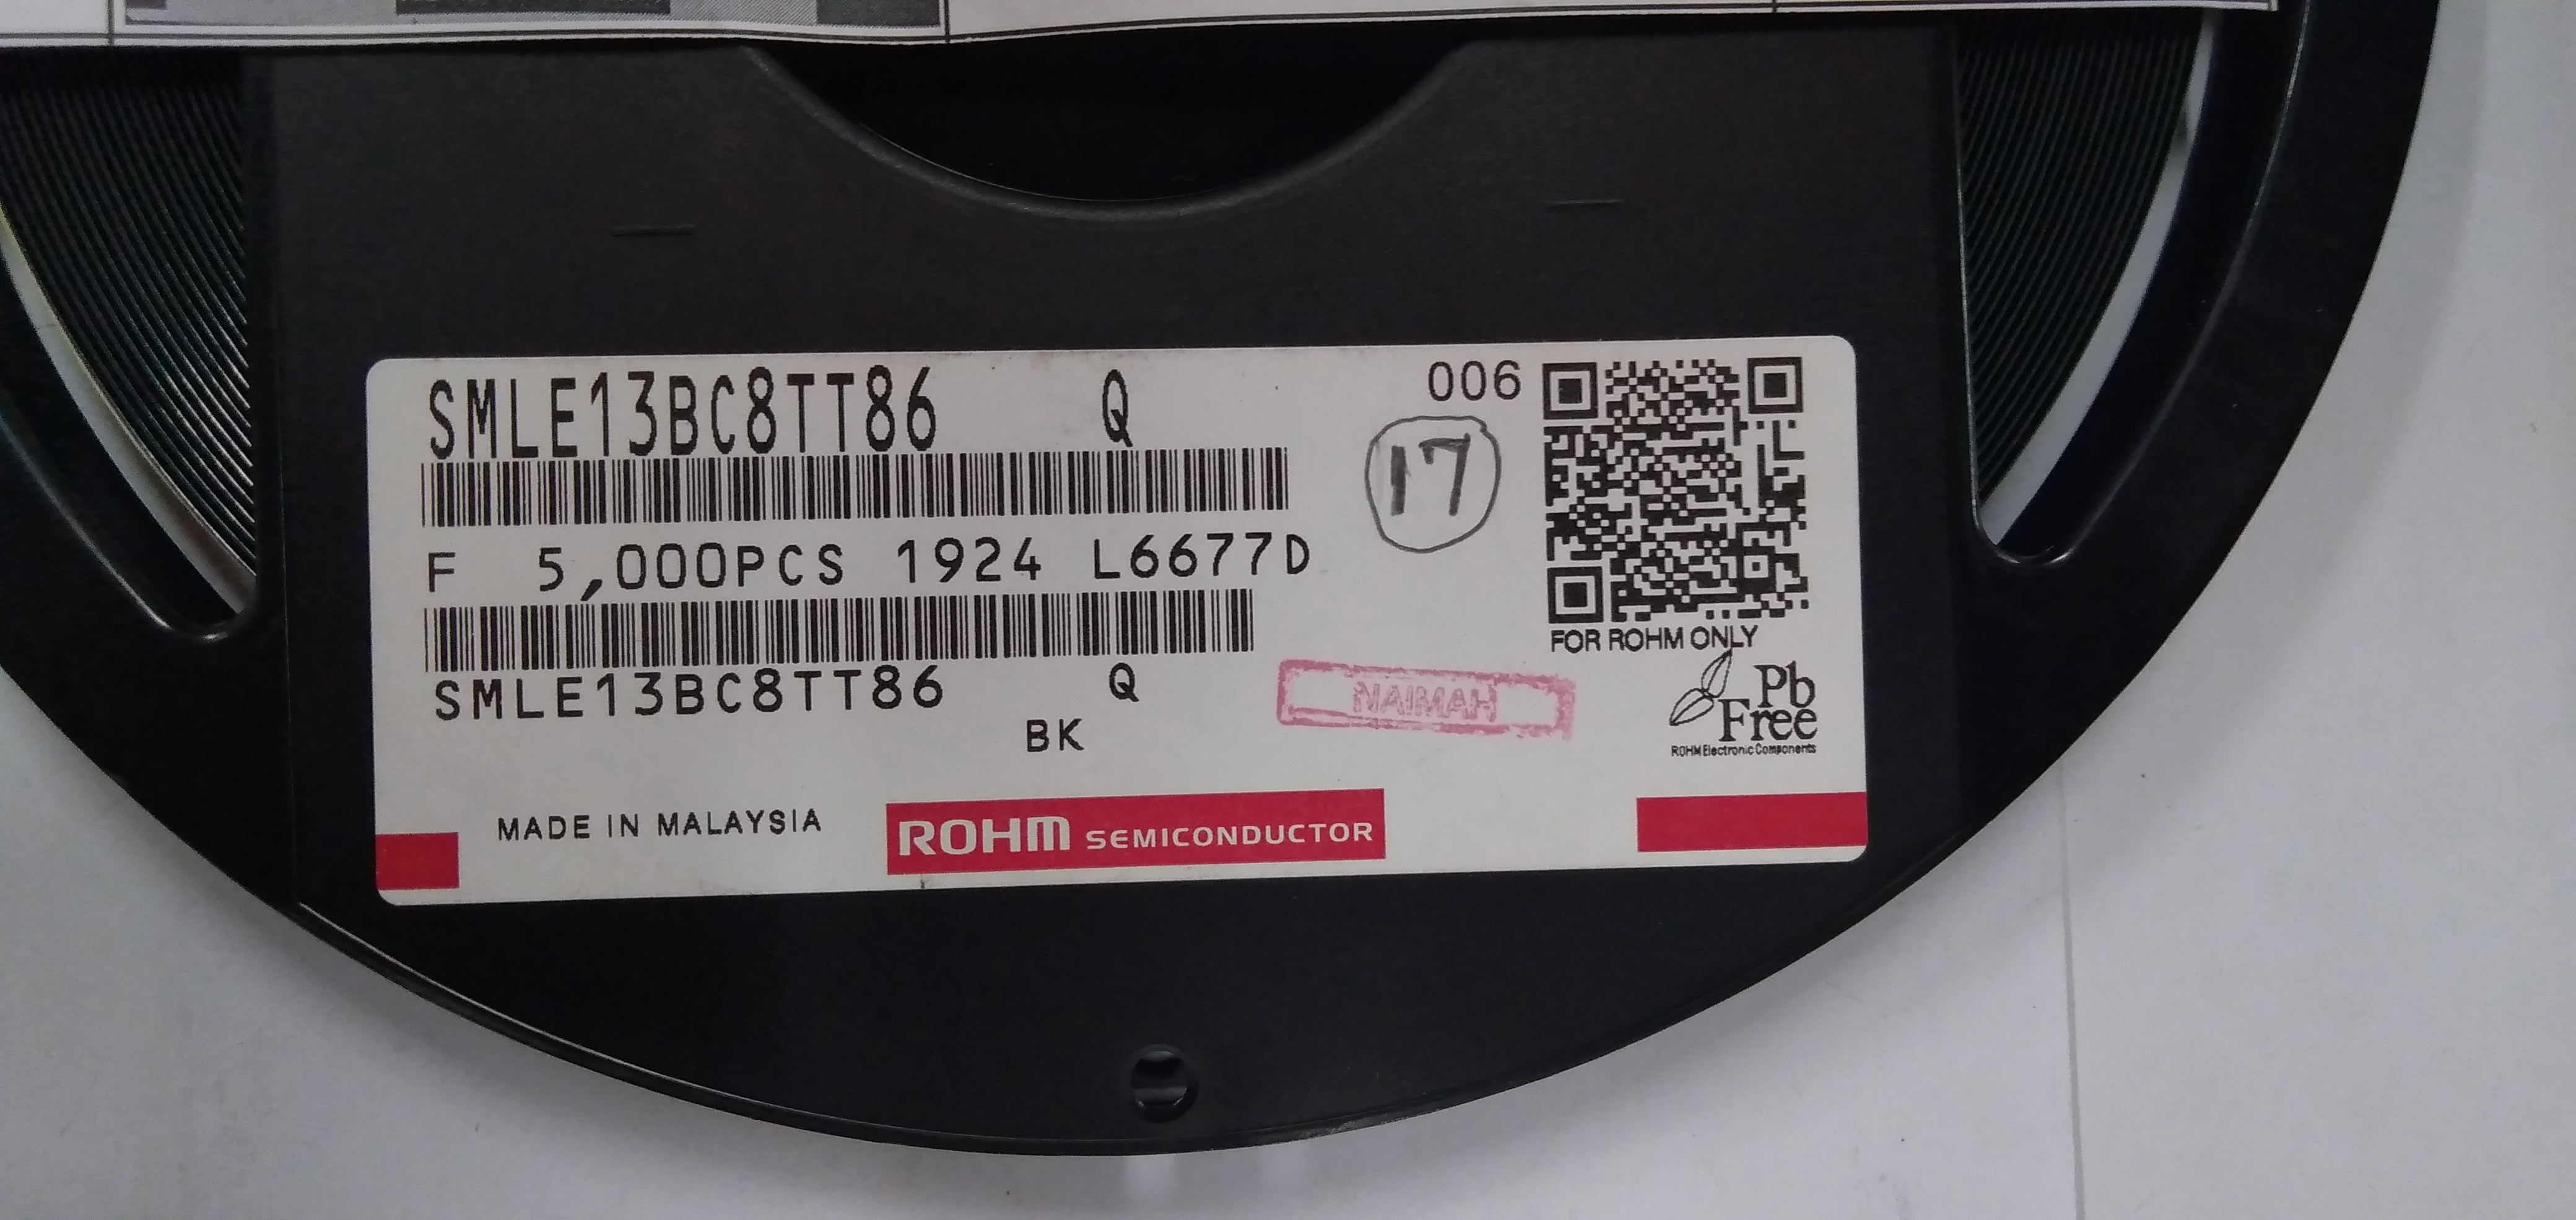 SMLE13BC8TT86 Q 006
17
F 5,000PCS 1924 L6677D
FOR ROHM ONLY
SMLE13BC8TT86 Q
NAIMAH
Pb
Free
BK
ROHM Electronic Components
MADE IN MALAYSIA
ROHM SEMICONDUCTOR